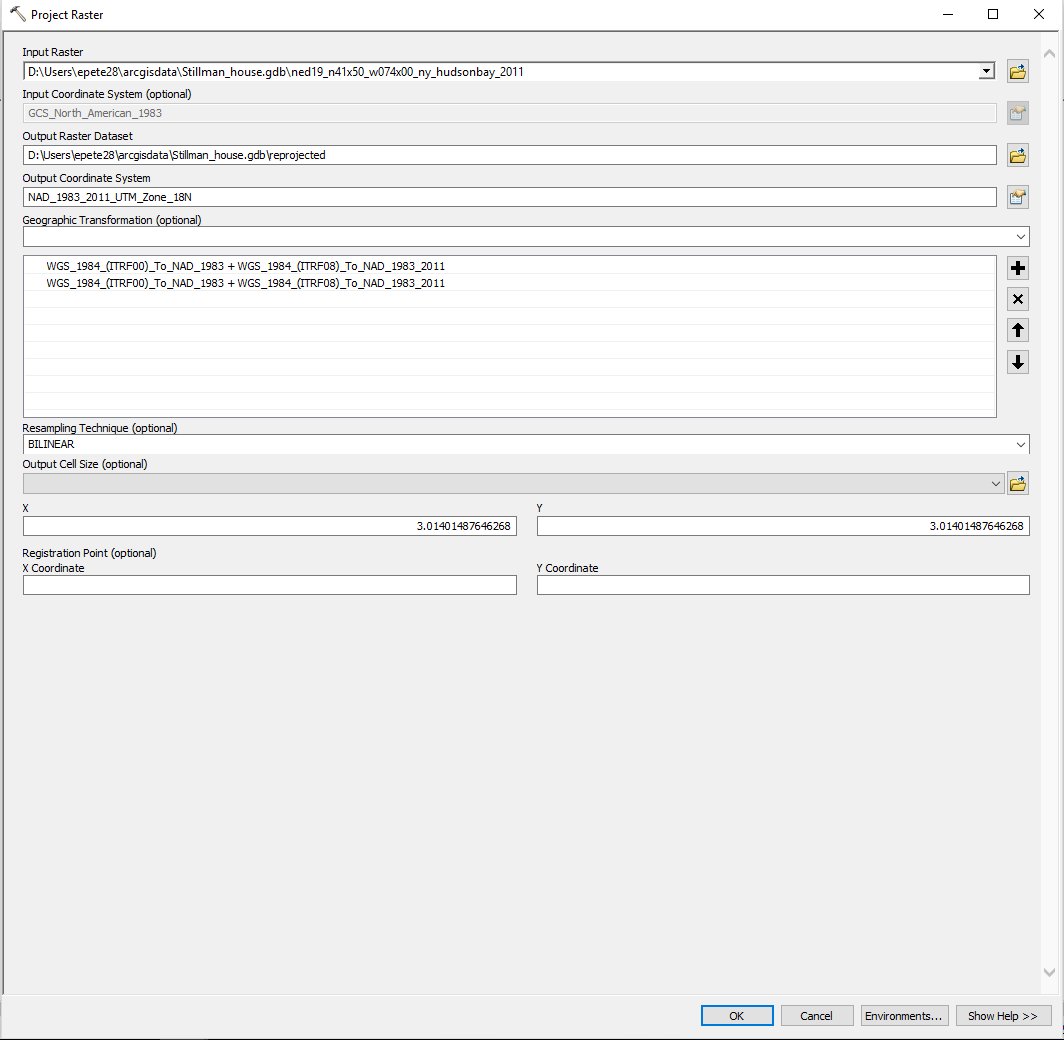 Project Raster
Input Raster
D:\Users\epete28\arcgisdata\Stillman_house.gdb\ned19_n41x50_w074x00_ny_hudsonbay_2011
Input Coordinate System (optional)
GCS_North_American_1983
Output Raster Dataset
D:\Users\epete28\arcgisdata\Stillman_house.gdb\reprojected
Output Coordinate System
NAD_1983_2011_UTM_Zone_18N
Geographic Transformation (optional)
WGS_1984_(ITRF00)_To_NAD_1983 + WGS_1984_(ITRF08)_To_NAD_1983_2011
WGS_1984_(ITRF00)_To_NAD_1983 + WGS_1984_(ITRF08)_To_NAD_1983_2011
Resampling Technique (optional)
BILINEAR
Output Cell Size (optional)
X Y
3.01401487646268 3.01401487646268
Registration Point (optional)
X Coordinate Y Coordinate
OK Cancel Environments... Show Help >>